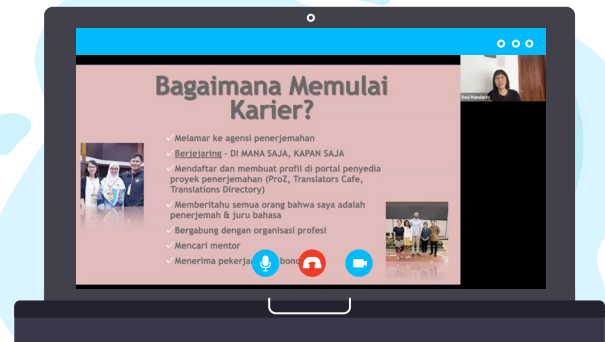 Bagaimana Memulai
Karier?
✓Melamar ke agensi penerjemahan
✓Berjejaring – DI MANA SAJA, KAPAN SAJA
✓Mendaftar dan membuat profil di portal penyedia
proyek penerjemahan (ProZ, Translators Cafe,
Translations Directory)
✓Memberitahu semua orang bahwa saya adalah
penerjemah & juru bahasa
✓Bergabung dengan organisasi profesi
✓Mencari mentor
✓Menerima
Desi Mandarini